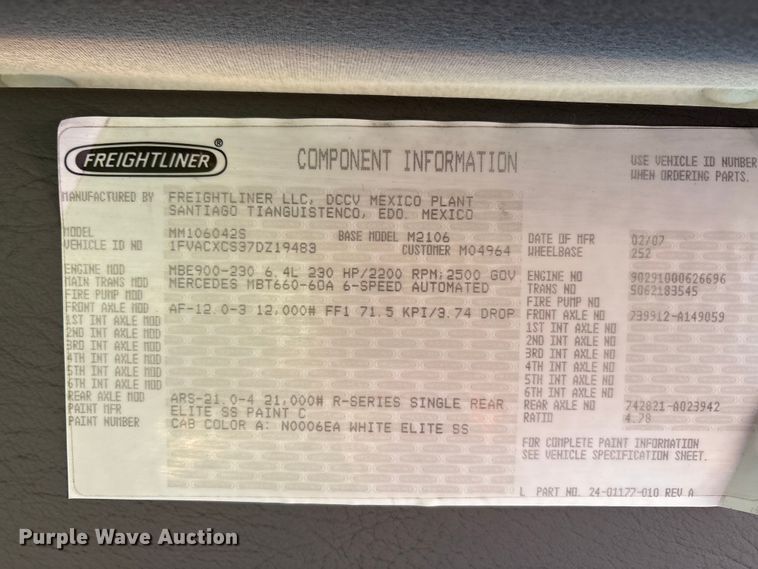 FREIGHTLINER ®
COMPONENT INFORMATION
USE VEHICLE ID NUMBER
WHEN ORDERING PARTS.
MANUFACTURED BY FREIGHTLINER LLC, DCCV MEXICO PLANT
SANTIAGO TIANGUISTENCO, EDO. MEXICO
MODEL MM106042S BASE MODEL M2106 DATE OF MFR 02/07
VEHICLE ID NO 1FVACXCS37DZ19483 CUSTOMER M04964 WHEELBASE 252
ENGINE MOD MBE900-230 6.4L 230 HP/2200 RPM;2500 GOV ENGINE NO 90291000626696
MAIN TRANS MOD MERCEDES MBT660-60A 6-SPEED AUTOMATED TRANS NO S062183545
FIRE PUMP MOD FIRE PUMP NO
FRONT AXLE MOD AF-12.0-3 12,000# FF1 71.5 KPI/3.74 DROP FRONT AXLE NO 739912-A149059
1ST INT AXLE MOD 1ST INT AXLE NO
2ND INT AXLE MOD 2ND INT AXLE NO
3RD INT AXLE MOD 3RD INT AXLE NO
4TH INT AXLE MOD 4TH INT AXLE NO
5TH INT AXLE MOD 5TH INT AXLE NO
6TH INT AXLE MOD 6TH INT AXLE NO
REAR AXLE MOD ARS-21.0-4 21,000# R-SERIES SINGLE REAR REAR AXLE NO 742821-A023942
PAINT MFR ELITE SS PAINT C RATIO 4.78
PAINT NUMBER CAB COLOR A: N0006EA WHITE ELITE SS
FOR COMPLETE PAINT INFORMATION
SEE VEHICLE SPECIFICATION SHEET.
L PART NO. 24-01177-010 REV A
Purple Wave Auction®